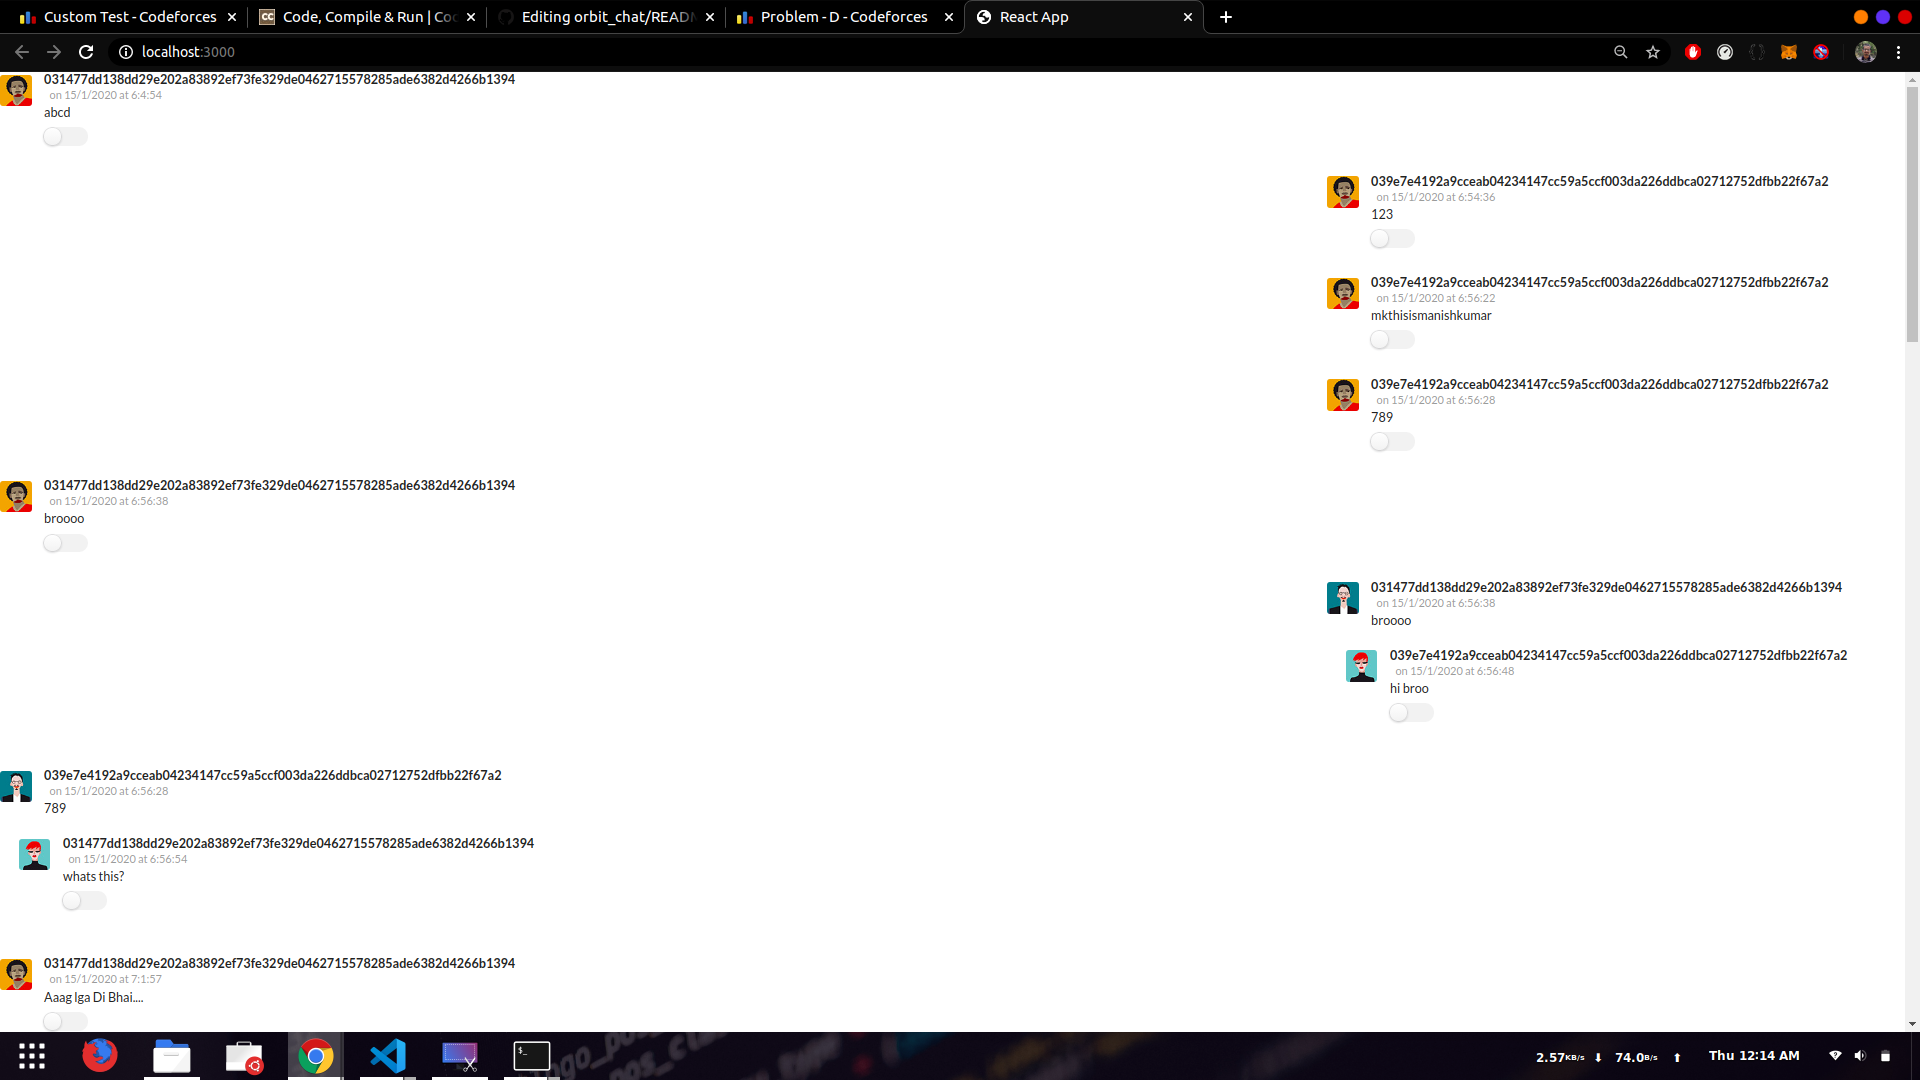 Custom Test - Codeforces
Code, Compile & Run | Co
Editing orbit_chat/READ
Problem - D - Codeforces
React App
localhost:3000
031477dd138dd29e202a83892ef73fe329de0462715578285ade6382d4266b1394
on 15/1/2020 at 6:4:54
abcd
039e7e4192a9cceab04234147cc59a5ccf003da226ddbca02712752dfbb22f67a2
on 15/1/2020 at 6:54:36
123
039e7e4192a9cceab04234147cc59a5ccf003da226ddbca02712752dfbb22f67a2
on 15/1/2020 at 6:56:22
mkthisismanishkumar
039e7e4192a9cceab04234147cc59a5ccf003da226ddbca02712752dfbb22f67a2
on 15/1/2020 at 6:56:28
789
031477dd138dd29e202a83892ef73fe329de0462715578285ade6382d4266b1394
on 15/1/2020 at 6:56:38
broooo
031477dd138dd29e202a83892ef73fe329de0462715578285ade6382d4266b1394
on 15/1/2020 at 6:56:38
broooo
039e7e4192a9cceab04234147cc59a5ccf003da226ddbca02712752dfbb22f67a2
on 15/1/2020 at 6:56:48
hi broo
039e7e4192a9cceab04234147cc59a5ccf003da226ddbca02712752dfbb22f67a2
on 15/1/2020 at 6:56:28
789
031477dd138dd29e202a83892ef73fe329de0462715578285ade6382d4266b1394
on 15/1/2020 at 6:56:54
whats this?
031477dd138dd29e202a83892ef73fe329de0462715578285ade6382d4266b1394
on 15/1/2020 at 7:1:57
Aaag lga Di Bhai....
2.57KB/s 74.0B/s Thu 12:14 AM